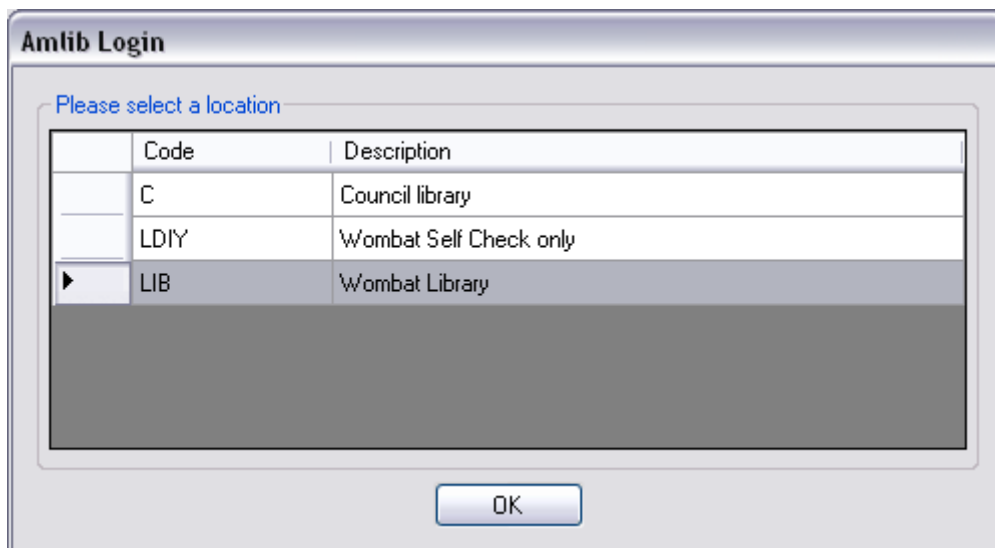 Amlib Login
Please select a location
Code Description
C Council library
LDIY Wombat Self Check only
LIB Wombat Library
OK